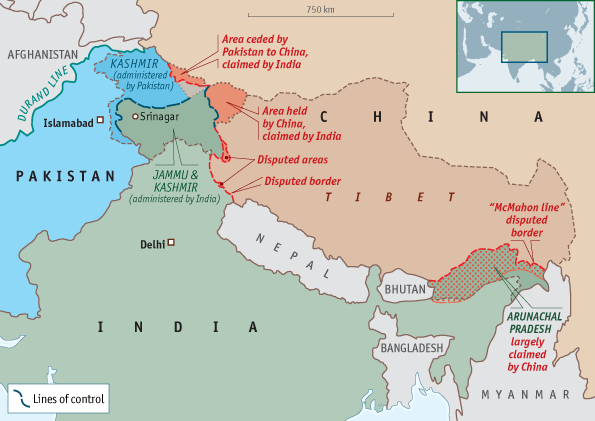 750 km
AFGHANISTAN
DURAND LINE
KASHMIR
(administered
by Pakistan)
Area ceded by
Pakistan to China,
claimed by India
Islamabad
Srinagar
Area held
by China,
claimed by India
C H I N A
PAKISTAN
JAMMU &
KASHMIR
(administered by India)
Disputed areas
Disputed border
T I B E T
"McMahon line"
disputed
border
Delhi
NEPAL
BHUTAN
ARUNACHAL
PRADESH
largely
claimed
by China
I N D I A
BANGLADESH
MYANMAR
Lines of control